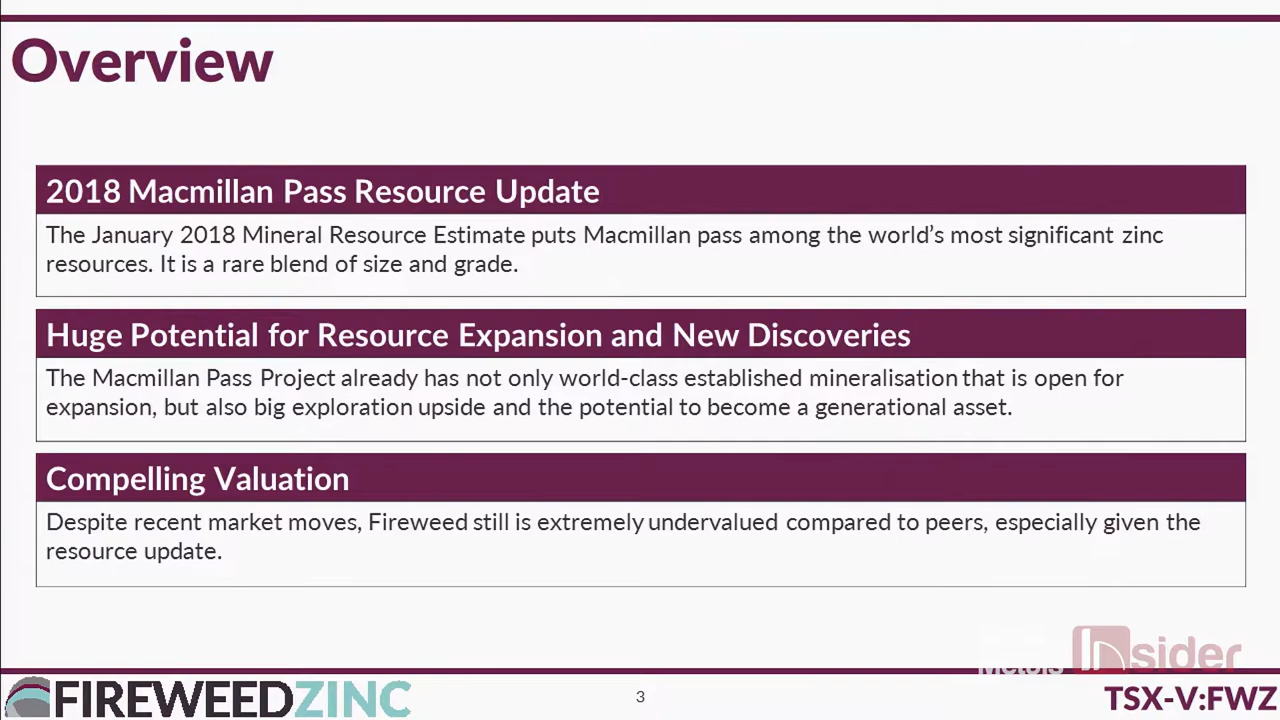 Overview
2018 Macmillan Pass Resource Update
The January 2018 Mineral Resource Estimate puts Macmillan pass among the world’s most significant zinc
resources. It is a rare blend of size and grade.
Huge Potential for Resource Expansion and New Discoveries
The Macmillan Pass Project already has not only world-class established mineralisation that is open for
expansion, but also big exploration upside and the potential to become a generational asset.
Compelling Valuation
Despite recent market moves, Fireweed still is extremely undervalued compared to peers, especially given the
resource update.
Metals Insider
FIREWEEDZINC
3
TSX-V:FWZ